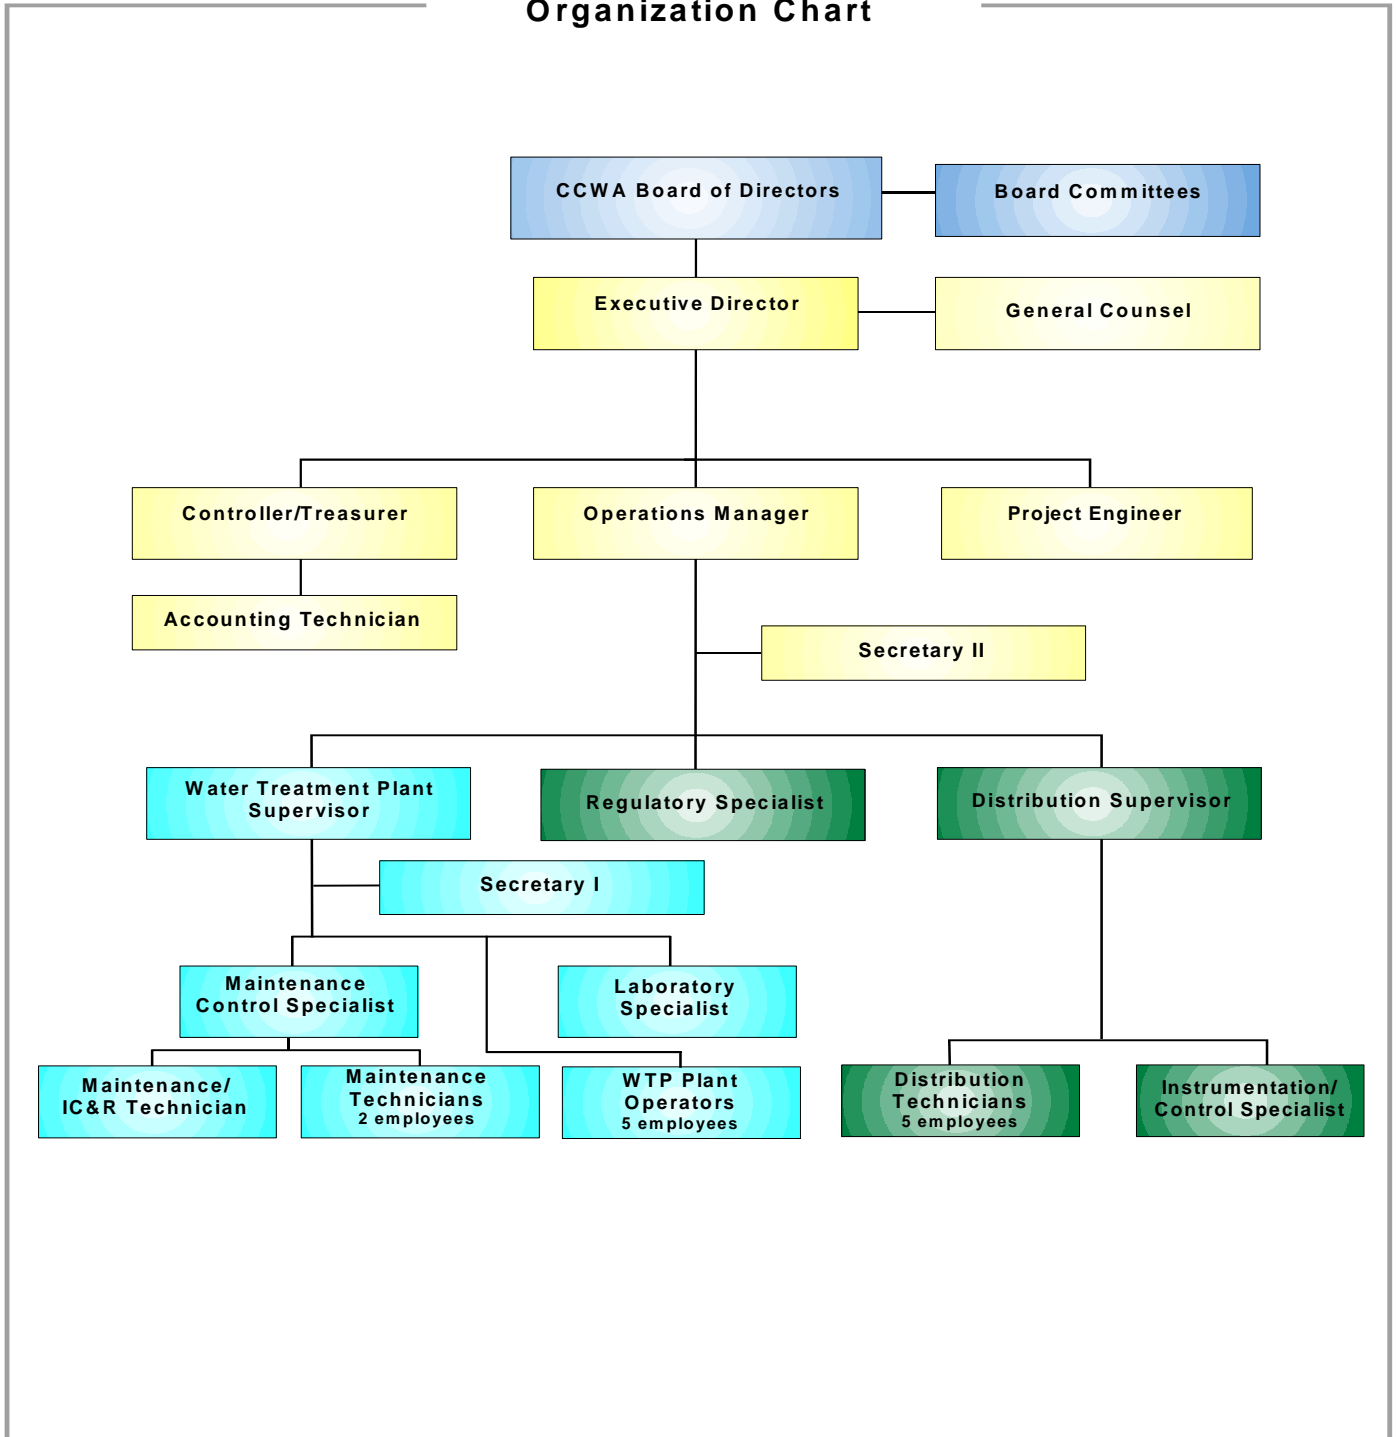 Organization Chart
CCWA Board of Directors
Board Committees
Executive Director
General Counsel
Controller/Treasurer
Operations Manager
Project Engineer
Accounting Technician
Secretary II
Water Treatment Plant
Supervisor
Regulatory Specialist
Distribution Supervisor
Secretary I
Maintenance
Control Specialist
Laboratory
Specialist
Maintenance/
IC&R Technician
Maintenance
Technicians
2 employees
WTP Plant
Operators
5 employees
Distribution
Technicians
5 employees
Instrumentation/
Control Specialist